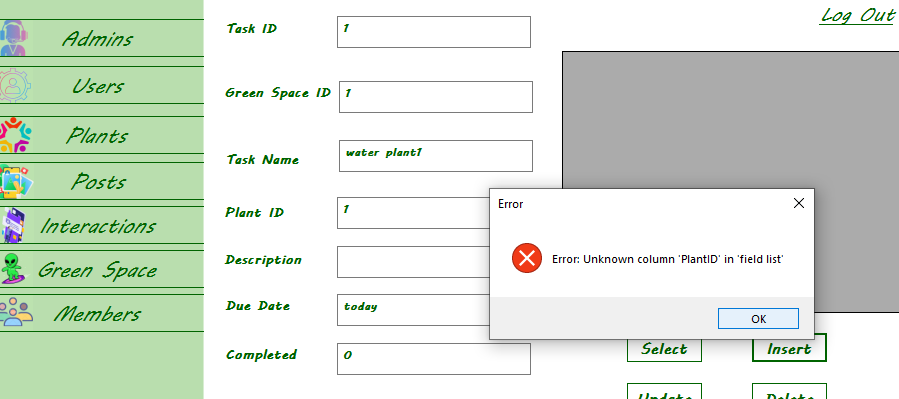 Log Out
Admins
Users
Plants
Posts
Interactions
Green Space
Members
Task ID
1
Green Space ID
1
Task Name
water plant1
Plant ID
1
Description
Due Date
today
Completed
0
Error
Error: Unknown column 'PlantID' in 'field list'
OK
Select
Insert
Update
Delete